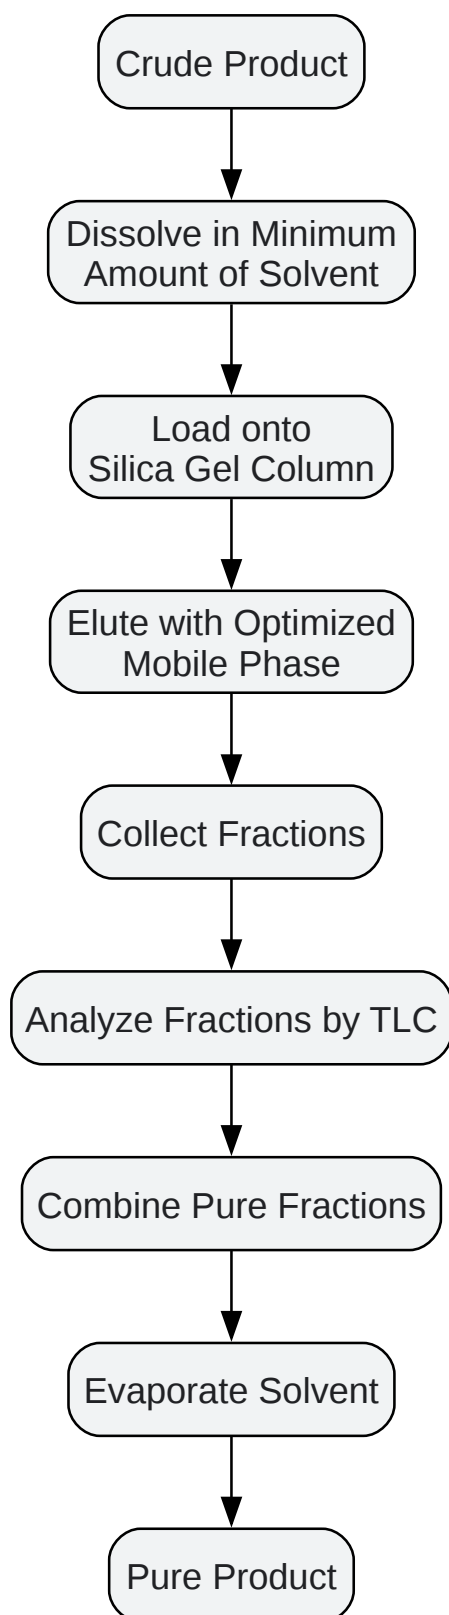 Crude Product
Dissolve in Minimum
Amount of Solvent
Load onto
Silica Gel Column
Elute with Optimized
Mobile Phase
Collect Fractions
Analyze Fractions by TLC
Combine Pure Fractions
Evaporate Solvent
Pure Product